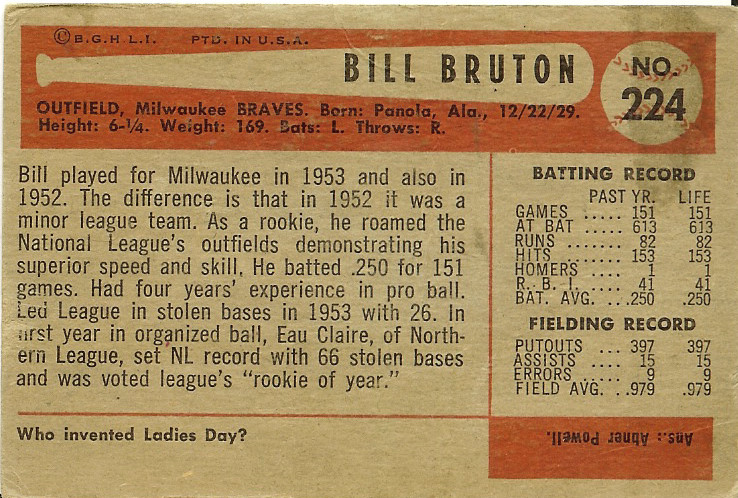 © B.G.H.L.I. PTD. IN U.S.A.
BILL BRUTON
NO.
224
OUTFIELD, Milwaukee BRAVES. Born: Panola, Ala., 12/22/29.
Height: 6-¼. Weight: 169. Bats: L. Throws: R.
Bill played for Milwaukee in 1953 and also in
1952. The difference is that in 1952 it was a
minor league team. As a rookie, he roamed the
National League's outfields demonstrating his
superior speed and skill. He batted .250 for 151
games. Had four years' experience in pro ball.
Led League in stolen bases in 1953 with 26. In
first year in organized ball, Eau Claire, of North-
ern League, set NL record with 66 stolen bases
and was voted league's "rookie of year."
BATTING RECORD
PAST YR. LIFE
GAMES ..... 151 151
AT BAT ..... 613 613
RUNS ....... 82 82
HITS ....... 153 153
HOMERS .... 1 1
R. B. I. .... 41 41
BAT. AVG. ...250 .250
FIELDING RECORD
PUTOUTS ... 397 397
ASSISTS .... 15 15
ERRORS .... 9 9
FIELD AVG. ..979 .979
Who invented Ladies Day?
Ans.: Abner Powell.